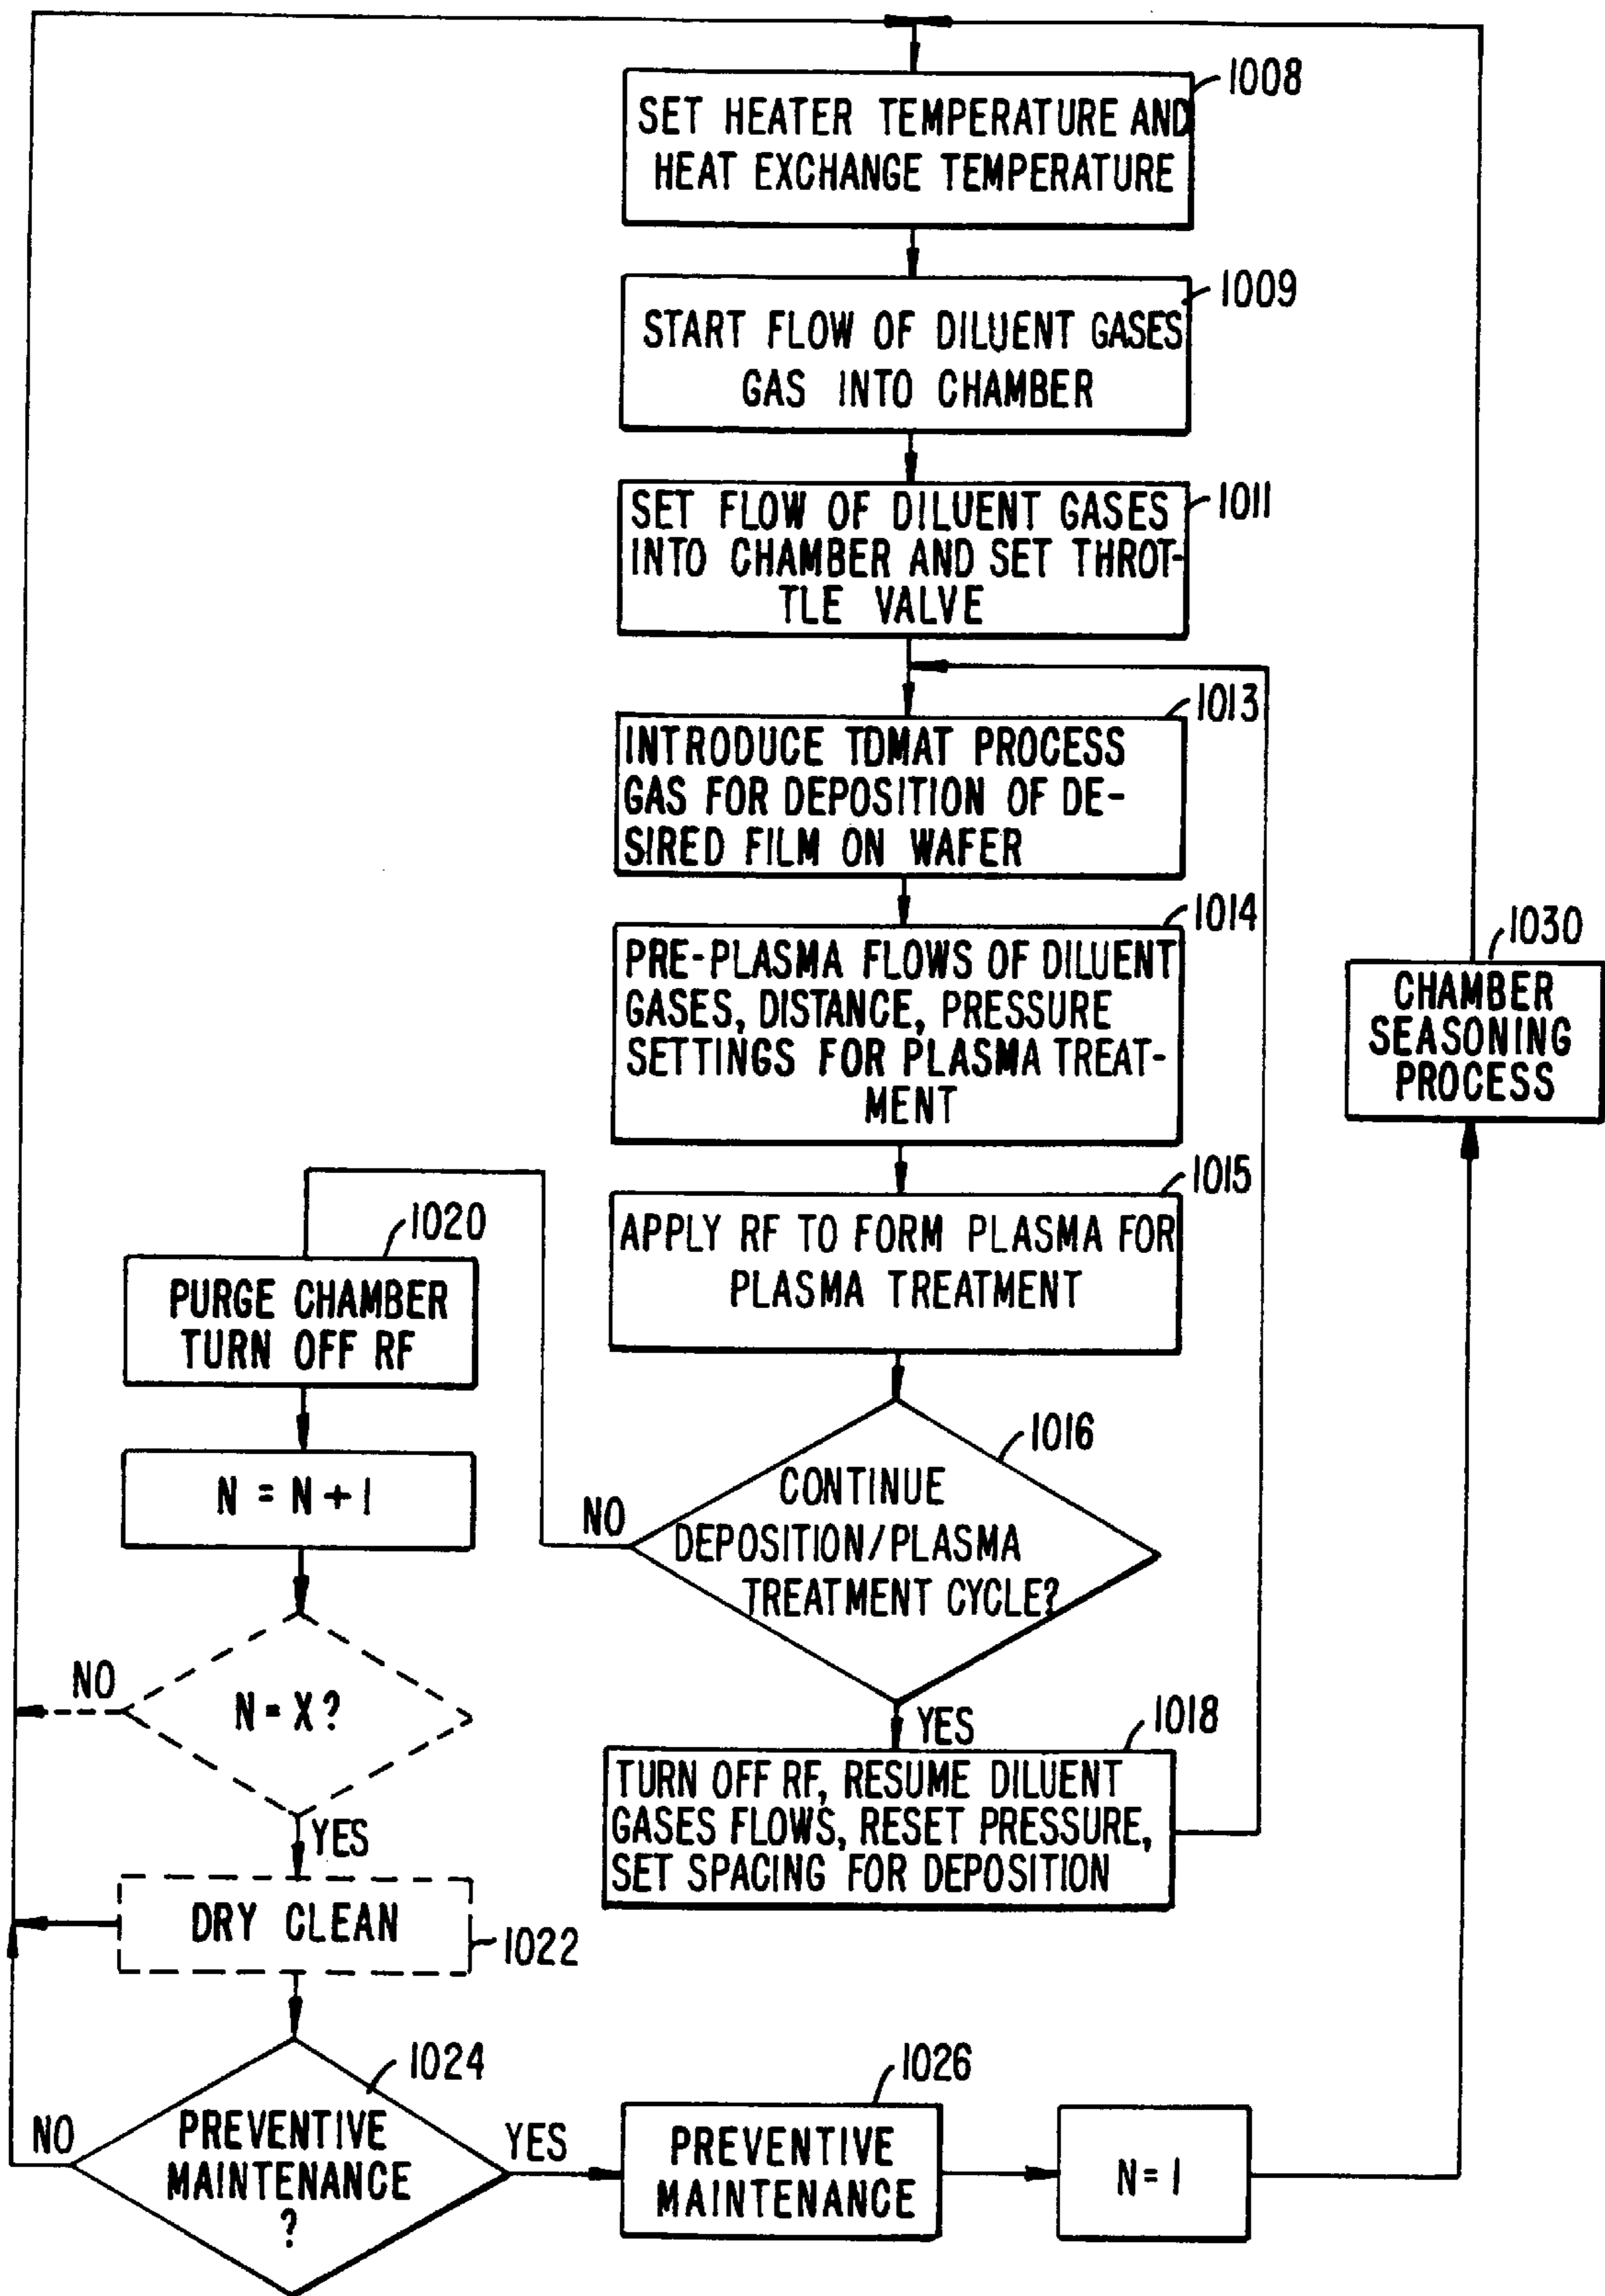 1008
SET HEATER TEMPERATURE AND
HEAT EXCHANGE TEMPERATURE
1009
START FLOW OF DILUENT GASES
GAS INTO CHAMBER
1011
SET FLOW OF DILUENT GASES
INTO CHAMBER AND SET THROT-
TLE VALVE
1013
INTRODUCE TDMAT PROCESS
GAS FOR DEPOSITION OF DE-
SIRED FILM ON WAFER
1014
PRE-PLASMA FLOWS OF DILUENT
GASES, DISTANCE, PRESSURE
SETTINGS FOR PLASMA TREAT-
MENT
1030
CHAMBER
SEASONING
PROCESS
1015
APPLY RF TO FORM PLASMA FOR
PLASMA TREATMENT
1020
PURGE CHAMBER
TURN OFF RF
N = N + 1
1016
CONTINUE
DEPOSITION/PLASMA
TREATMENT CYCLE?
NO
YES
1018
TURN OFF RF, RESUME DILUENT
GASES FLOWS, RESET PRESSURE,
SET SPACING FOR DEPOSITION
NO
N = X?
YES
DRY CLEAN
1022
1024
NO
PREVENTIVE
MAINTENANCE
?
YES
1026
PREVENTIVE
MAINTENANCE
N = 1